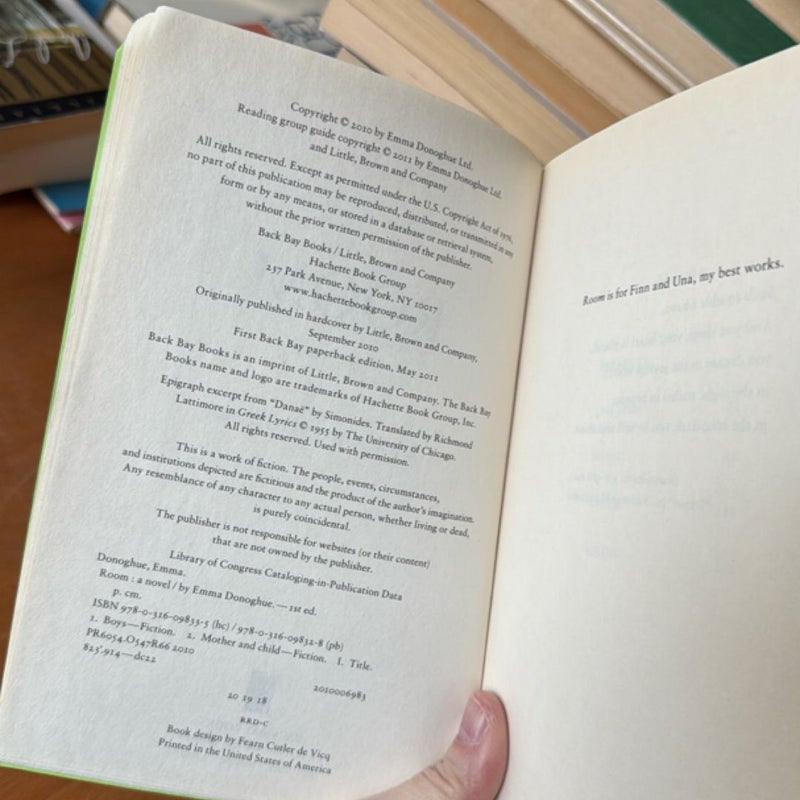 Copyright © 2010 by Emma Donoghue Ltd.
Reading group guide copyright © 2011 by Emma Donoghue Ltd.
and Little, Brown and Company
All rights reserved. Except as permitted under the U.S. Copyright Act of 1976,
no part of this publication may be reproduced, distributed, or transmitted in any
form or by any means, or stored in a database or retrieval system,
without the prior written permission of the publisher.
Back Bay Books / Little, Brown and Company
Hachette Book Group
237 Park Avenue, New York, NY 10017
www.hachettebookgroup.com
Originally published in hardcover by Little, Brown and Company,
September 2010
First Back Bay paperback edition, May 2011
Back Bay Books is an imprint of Little, Brown and Company. The Back Bay
Books name and logo are trademarks of Hachette Book Group, Inc.
Epigraph excerpt from "Danaë" by Simonides. Translated by Richmond
Lattimore in Greek Lyrics © 1955 by The University of Chicago.
All rights reserved. Used with permission.
This is a work of fiction. The people, events, circumstances,
and institutions depicted are fictitious and the product of the author's imagination.
Any resemblance of any character to any actual person, whether living or dead,
is purely coincidental.
The publisher is not responsible for websites (or their content)
that are not owned by the publisher.
Library of Congress Cataloging-in-Publication Data
Donoghue, Emma.
Room : a novel / by Emma Donoghue. — 1st ed.
p. cm.
ISBN 978-0-316-09833-5 (hc) / 978-0-316-09832-8 (pb)
1. Boys—Fiction. 2. Mother and child—Fiction. I. Title.
PR6054.O547R66 2010
823'.914—dc22
2010006983
20 19 18
RRD-C
Book design by Fearn Cutler de Vicq
Printed in the United States of America
Room is for Finn and Una, my best works.